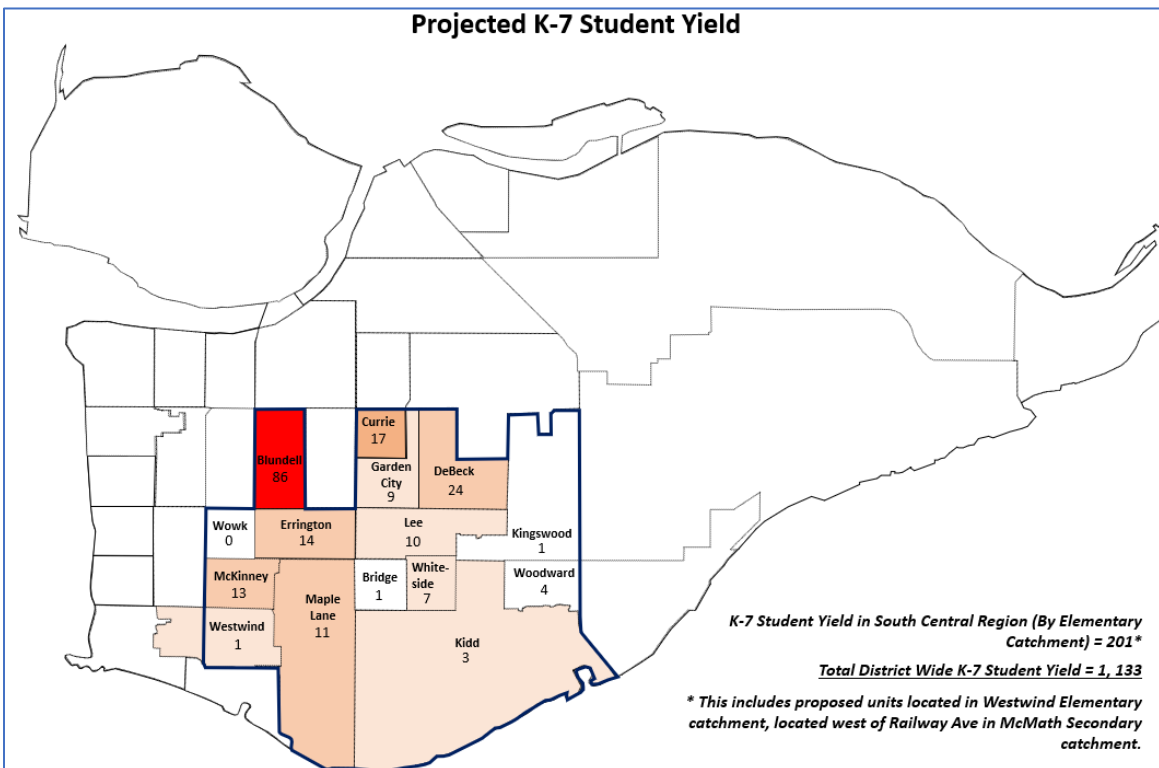 Projected K-7 Student Yield
Currie
17
Blundell
86
Garden
City
9
DeBeck
24
Wowk
0
Errington
14
Lee
10
Kingswood
1
McKinney
13
Bridge
1
White-
side
7
Woodward
4
Maple
Lane
11
Westwind
1
Kidd
3
K-7 Student Yield in South Central Region (By Elementary
Catchment) = 201*
Total District Wide K-7 Student Yield = 1, 133
* This includes proposed units located in Westwind Elementary
catchment, located west of Railway Ave in McMath Secondary
catchment.